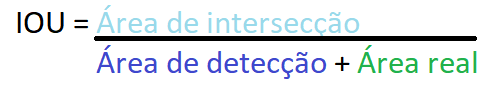 IOU = Área de intersecção
Área de detecção + Área real